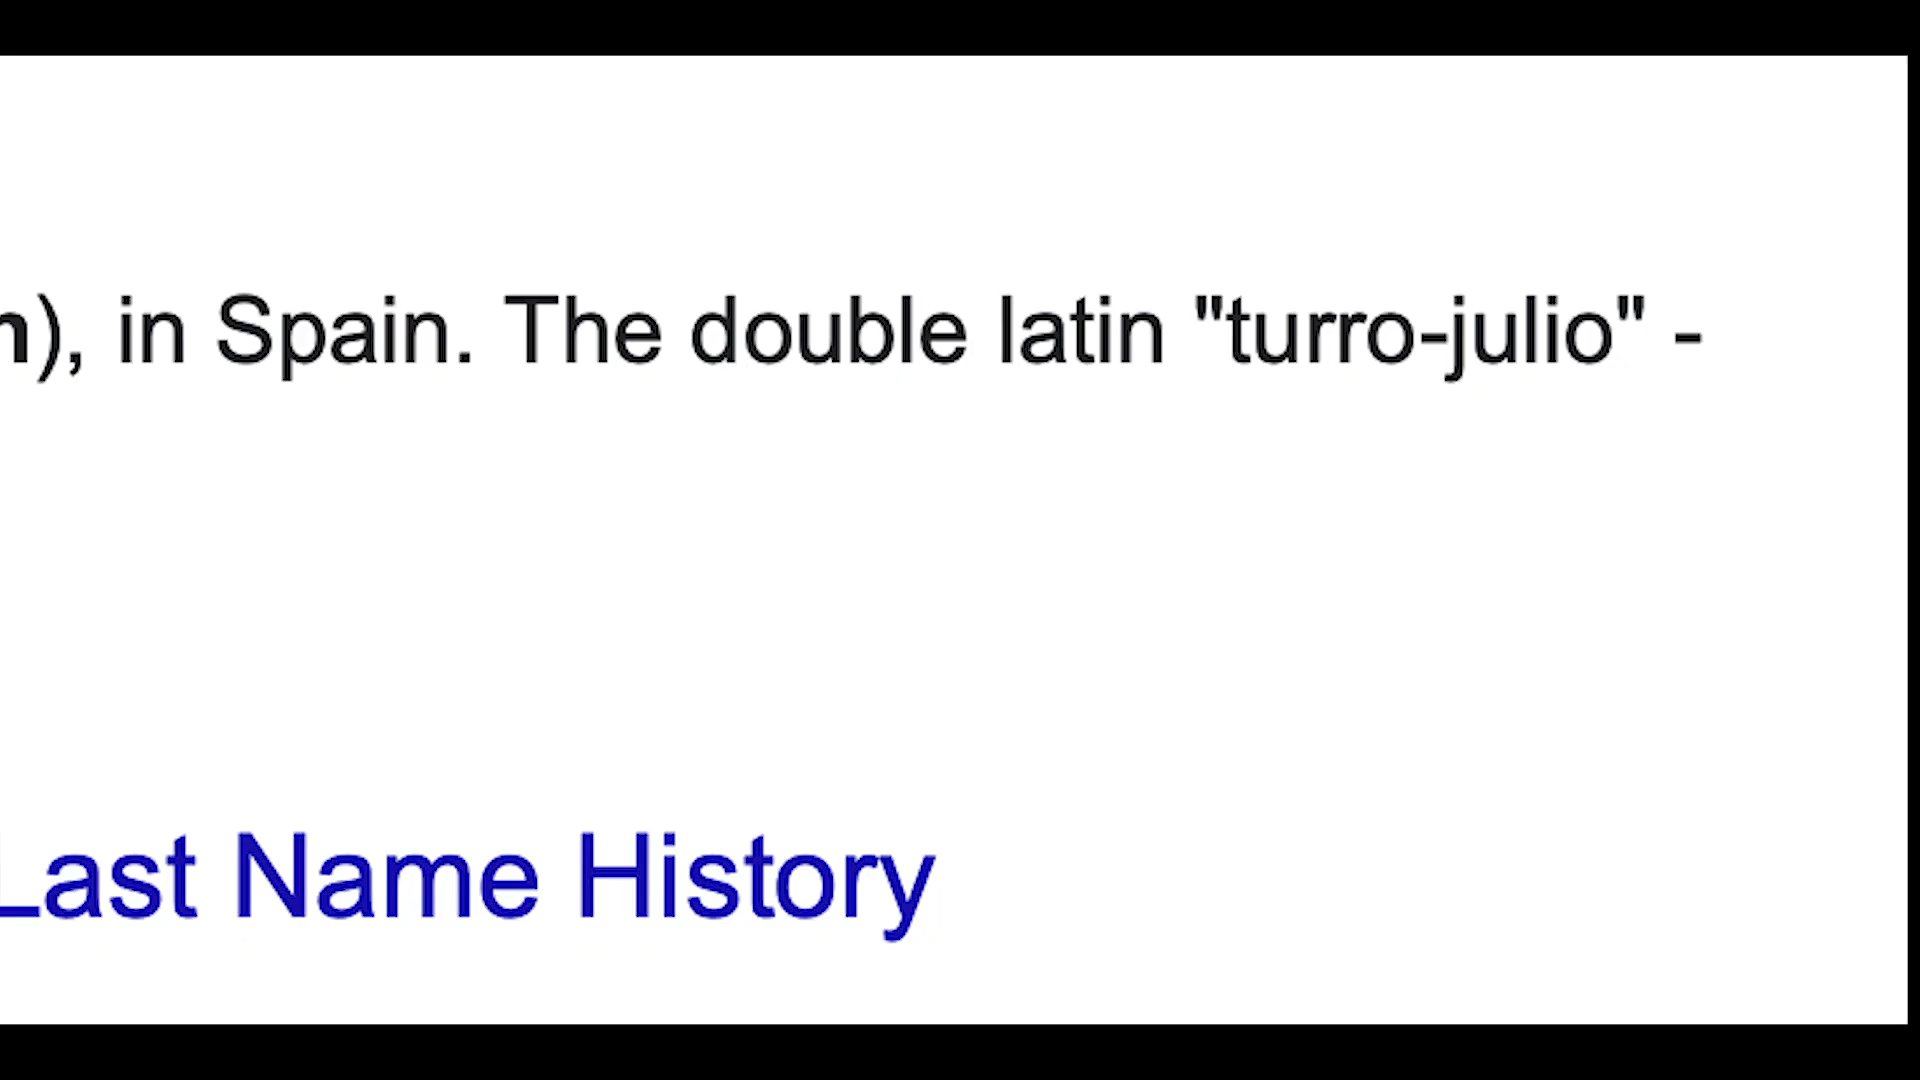 n), in Spain. The double latin "turro-julio" -
Last Name History